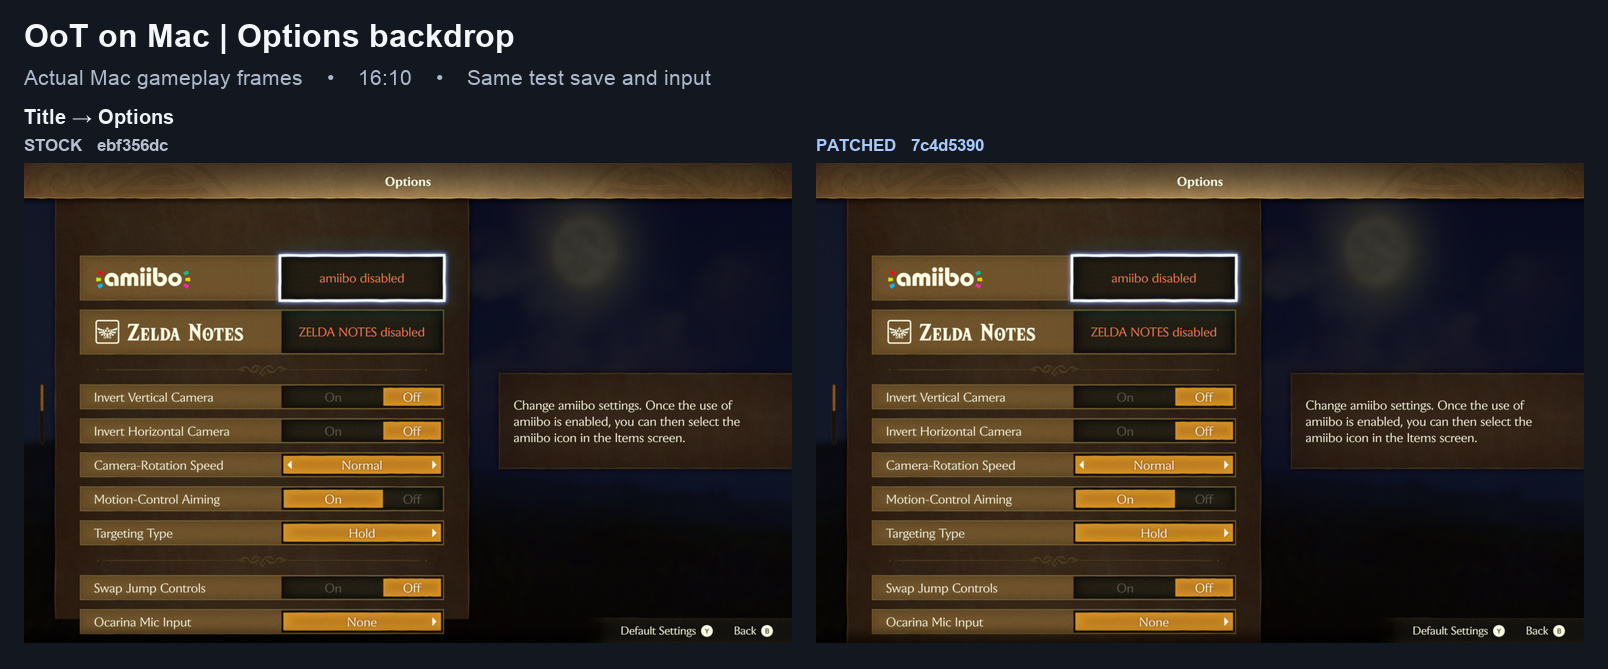 OoT on Mac | Options backdrop
Actual Mac gameplay frames • 16:10 • Same test save and input
Title → Options
STOCK ebf356dc
Options
amiibo amiibo disabled
ZELDA NOTES ZELDA NOTES disabled
Invert Vertical Camera On Off
Invert Horizontal Camera On Off
Camera-Rotation Speed Normal
Motion-Control Aiming On Off
Targeting Type Hold
Swap Jump Controls On Off
Ocarina Mic Input None
Change amiibo settings. Once the use of
amiibo is enabled, you can then select the
amiibo icon in the Items screen.
Default Settings Y Back B
PATCHED 7c4d5390
Options
amiibo amiibo disabled
ZELDA NOTES ZELDA NOTES disabled
Invert Vertical Camera On Off
Invert Horizontal Camera On Off
Camera-Rotation Speed Normal
Motion-Control Aiming On Off
Targeting Type Hold
Swap Jump Controls On Off
Ocarina Mic Input None
Change amiibo settings. Once the use of
amiibo is enabled, you can then select the
amiibo icon in the Items screen.
Default Settings Y Back B